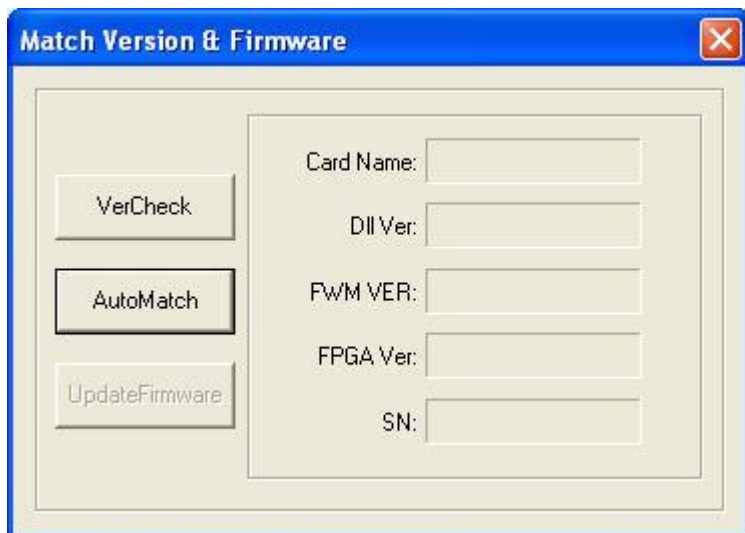 Match Version & Firmware
VerCheck
AutoMatch
UpdateFirmware
Card Name:
Dll Ver:
FWM VER:
FPGA Ver:
SN: